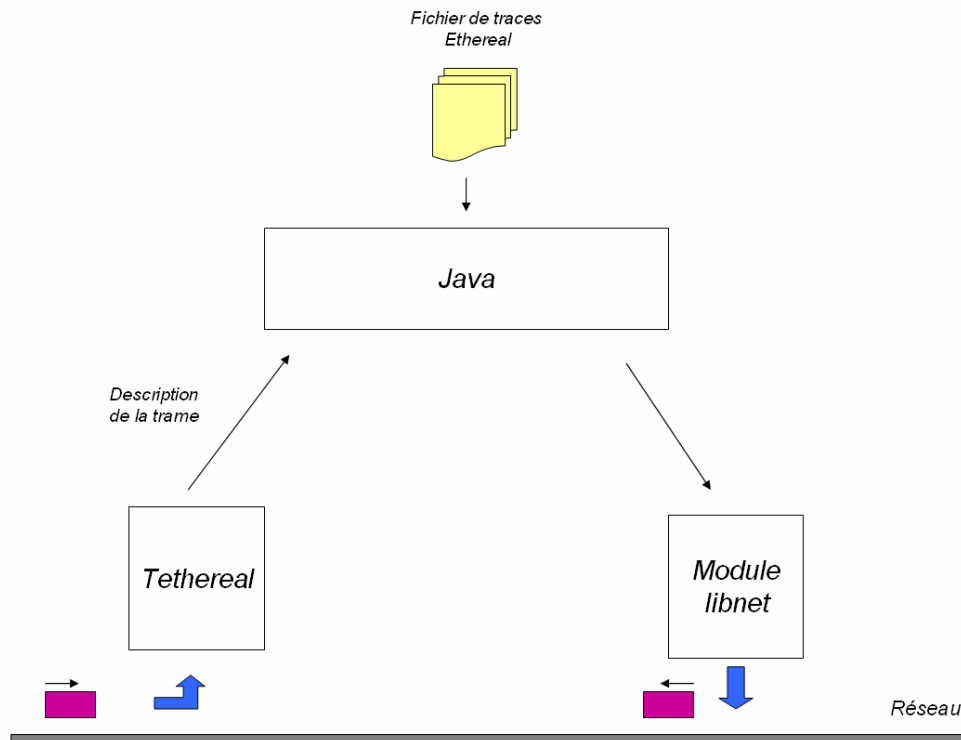 Fichier de traces
Ethereal
Java
Description
de la trame
Tethereal
Module
libnet
Réseau